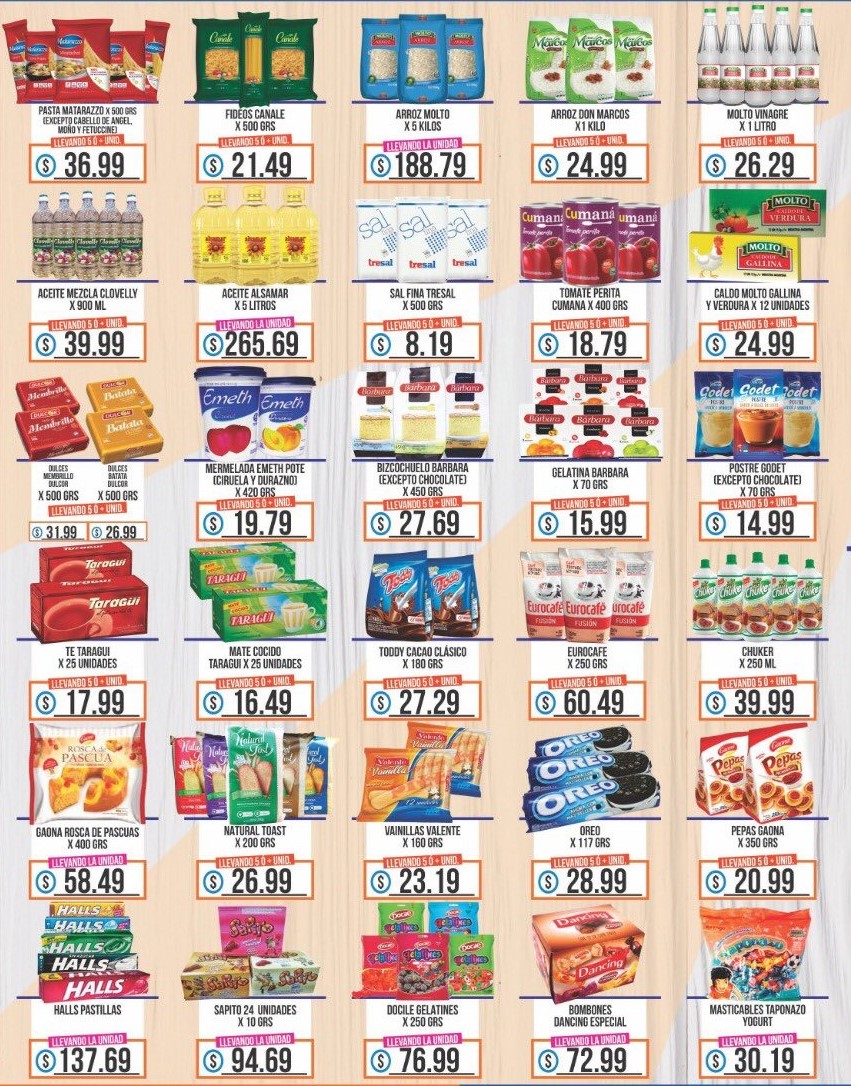 PASTA MATARAZZO X 500 GRS
(EXCEPTO CABELLO DE ANGEL,
MOÑO Y FETUCCINE)
LLEVANDO 5 Ó + UNID.
$ 36.99
FIDEOS CANALE
X 500 GRS
LLEVANDO 5 Ó + UNID.
$ 21.49
ARROZ MOLTO
X 5 KILOS
LLEVANDO LA UNIDAD
$ 188.79
ARROZ DON MARCOS
X1 KILO
LLEVANDO 5 Ó + UNID.
$ 24.99
MOLTO VINAGRE
X 1 LITRO
LLEVANDO 5 Ó + UNID.
$ 26.29
ACEITE MEZCLA CLOVELLY
X 900 ML
LLEVANDO 5 Ó + UNID.
$ 39.99
ACEITE ALSAMAR
X 5 LITROS
LLEVANDO LA UNIDAD
$ 265.69
SAL FINA TRESAL
X 500 GRS
LLEVANDO 5 Ó + UNID.
$ 8.19
TOMATE PERITA
CUMANA X 400 GRS
LLEVANDO 5 Ó + UNID.
$ 18.79
CALDO MOLTO GALLINA
Y VERDURA X 12 UNIDADES
LLEVANDO 5 Ó + UNID.
$ 24.99
DULCES
MEMBRILLO
DULCOR
X 500 GRS
DULCES
BATATA
DULCOR
X 500 GRS
LLEVANDO 5 Ó + UNID.
$ 31.99
$ 26.99
MERMELADA EMETH POTE
(CIRUELA Y DURAZNO)
X 420 GRS
LLEVANDO 5 Ó + UNID.
$ 19.79
BIZCOCHUELO BARBARA
(EXCEPTO CHOCOLATE)
X 450 GRS
LLEVANDO 5 Ó + UNID.
$ 27.69
GELATINA BARBARA
X 70 GRS
LLEVANDO 5 Ó + UNID.
$ 15.99
POSTRE GODET
(EXCEPTO CHOCOLATE)
X 70 GRS
LLEVANDO 5 Ó + UNID.
$ 14.99
TE TARAGUI
X 25 UNIDADES
LLEVANDO 5 Ó + UNID.
$ 17.99
MATE COCIDO
TARAGUI X 25 UNIDADES
LLEVANDO 5 Ó + UNID.
$ 16.49
TODDY CACAO CLÁSICO
X 180 GRS
LLEVANDO 5 Ó + UNID.
$ 27.29
EUROCAFE
X 250 GRS
LLEVANDO 5 Ó + UNID.
$ 60.49
CHUKER
X 250 ML
LLEVANDO 5 Ó + UNID.
$ 39.99
GAONA ROSCA DE PASCUAS
X 400 GRS
LLEVANDO LA UNIDAD
$ 58.49
NATURAL TOAST
X 200 GRS
LLEVANDO 5 Ó + UNID.
$ 26.99
VAINILLAS VALENTE
X 160 GRS
LLEVANDO 5 Ó + UNID.
$ 23.19
OREO
X 117 GRS
LLEVANDO 5 Ó + UNID.
$ 28.99
PEPAS GAONA
X 350 GRS
LLEVANDO 5 Ó + UNID.
$ 20.99
HALLS PASTILLAS
LLEVANDO LA UNIDAD
$ 137.69
SAPITO 24 UNIDADES
X 10 GRS
LLEVANDO LA UNIDAD
$ 94.69
DOCILE GELATINES
X 250 GRS
LLEVANDO LA UNIDAD
$ 76.99
BOMBONES
DANCING ESPECIAL
LLEVANDO LA UNIDAD
$ 72.99
MASTICABLES TAPONAZO
YOGURT
LLEVANDO LA UNIDAD
$ 30.19